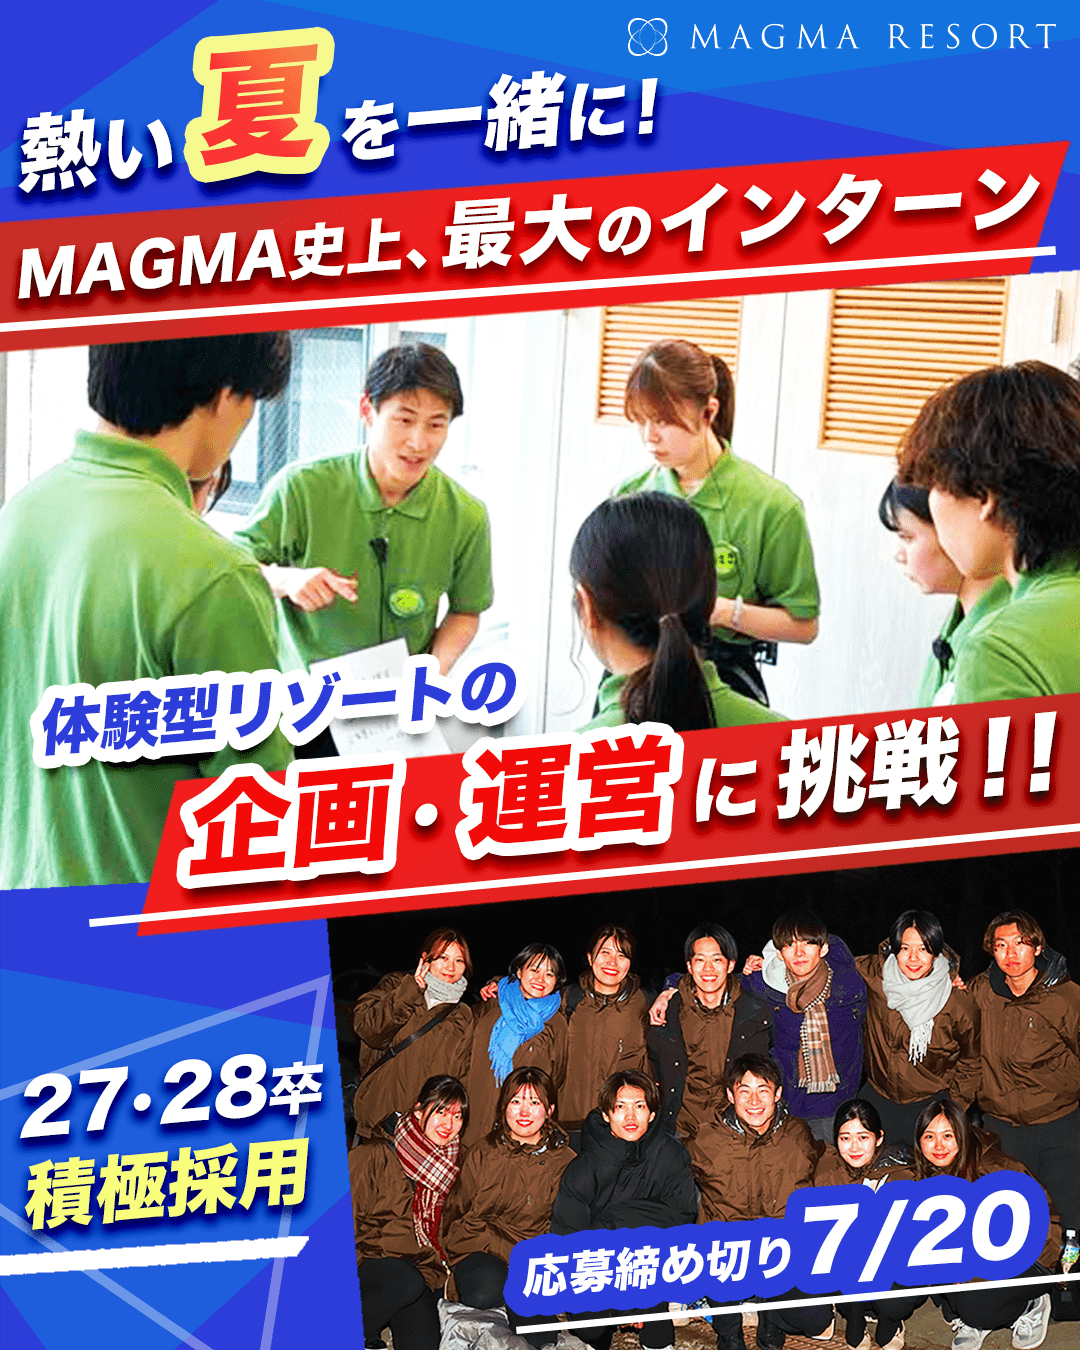 MAGMA RESORT
熱い夏を一緒に!
MAGMA史上、最大のインターン
体験型リゾートの
企画・運営に挑戦!!
27・28卒
積極採用
応募締め切り7/20